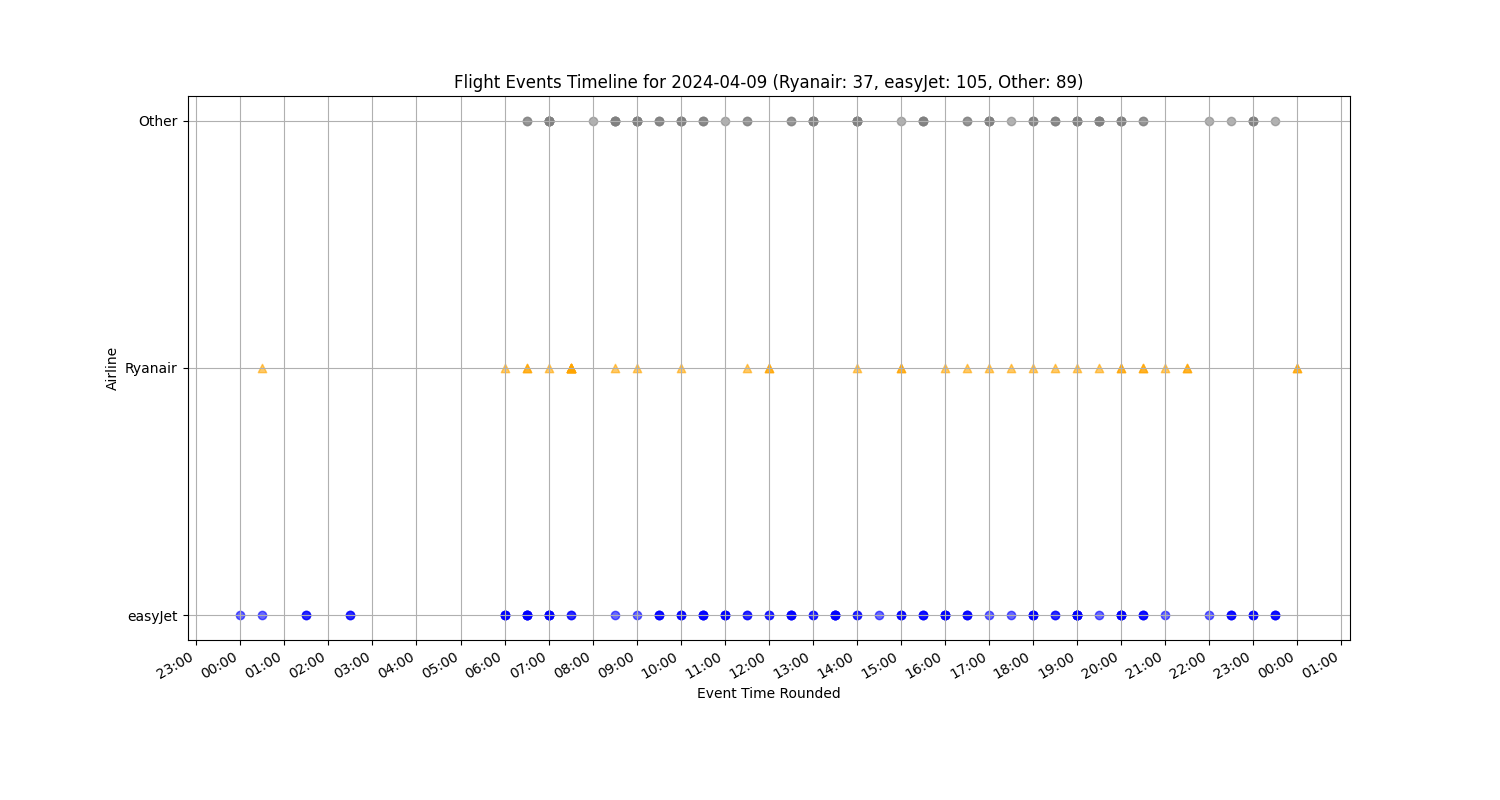 Flight Events Timeline for 2024-04-09 (Ryanair: 37, easyJet: 105, Other: 89)
Other
Airline
Ryanair
easyJet
23:00 00:00 01:00 02:00 03:00 04:00 05:00 06:00 07:00 08:00 09:00 10:00 11:00 12:00 13:00 14:00 15:00 16:00 17:00 18:00 19:00 20:00 21:00 22:00 23:00 00:00 01:00
Event Time Rounded